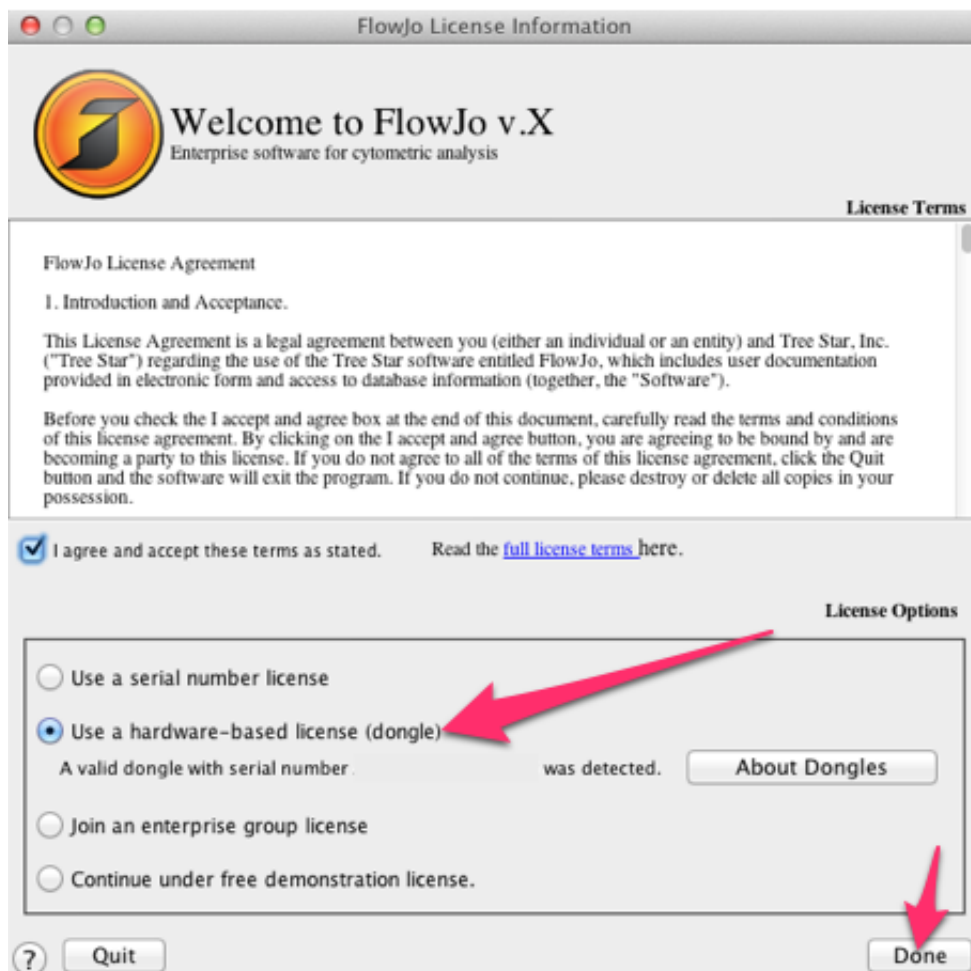 FlowJo License Information
Welcome to FlowJo v.X
Enterprise software for cytometric analysis
License Terms
FlowJo License Agreement
1. Introduction and Acceptance.
This License Agreement is a legal agreement between you (either an individual or an entity) and Tree Star, Inc.
("Tree Star") regarding the use of the Tree Star software entitled FlowJo, which includes user documentation
provided in electronic form and access to database information (together, the "Software").
Before you check the I accept and agree box at the end of this document, carefully read the terms and conditions
of this license agreement. By clicking on the I accept and agree button, you are agreeing to be bound by and are
becoming a party to this license. If you do not agree to all of the terms of this license agreement, click the Quit
button and the software will exit the program. If you do not continue, please destroy or delete all copies in your
possession.
I agree and accept these terms as stated. Read the full license terms here.
License Options
Use a serial number license
Use a hardware-based license (dongle)
A valid dongle with serial number was detected. About Dongles
Join an enterprise group license
Continue under free demonstration license.
? Quit Done